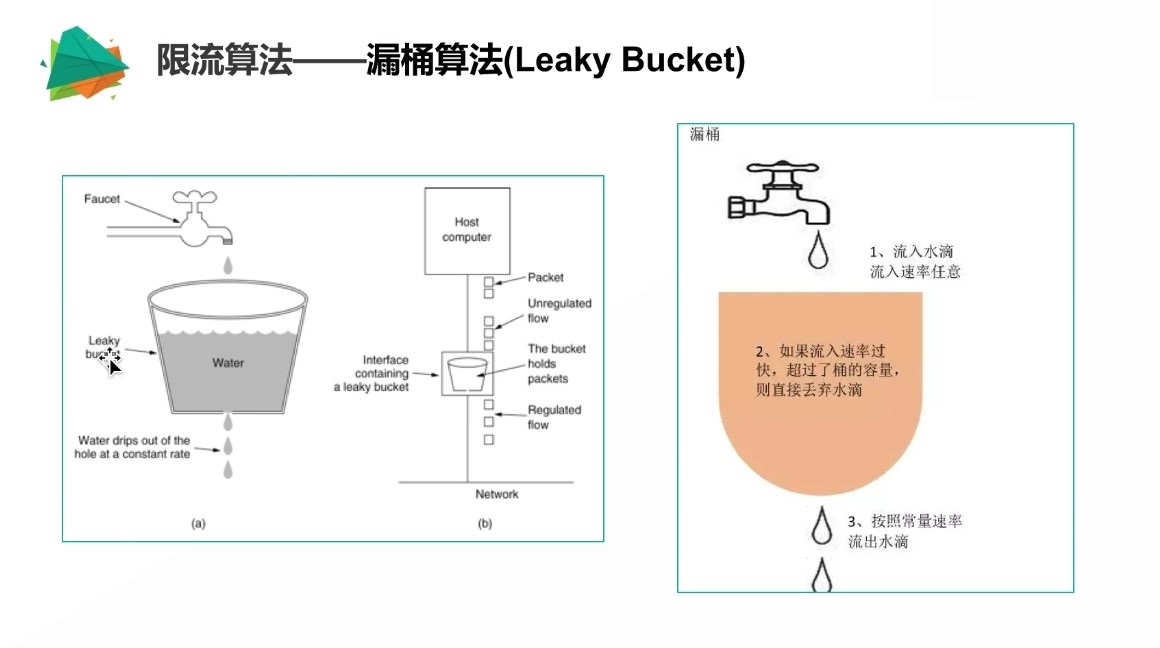 限流算法——漏桶算法(Leaky Bucket)
Faucet
Leaky
bucket
Water
Water drips out of the
hole at a constant rate
(a)
Host
computer
Packet
Unregulated
flow
The bucket
holds
packets
Interface
containing
a leaky bucket
Regulated
flow
Network
(b)
漏桶
1、流入水滴
流入速率任意
2、如果流入速率过
快，超过了桶的容量，
则直接丢弃水滴
3、按照常量速率
流出水滴